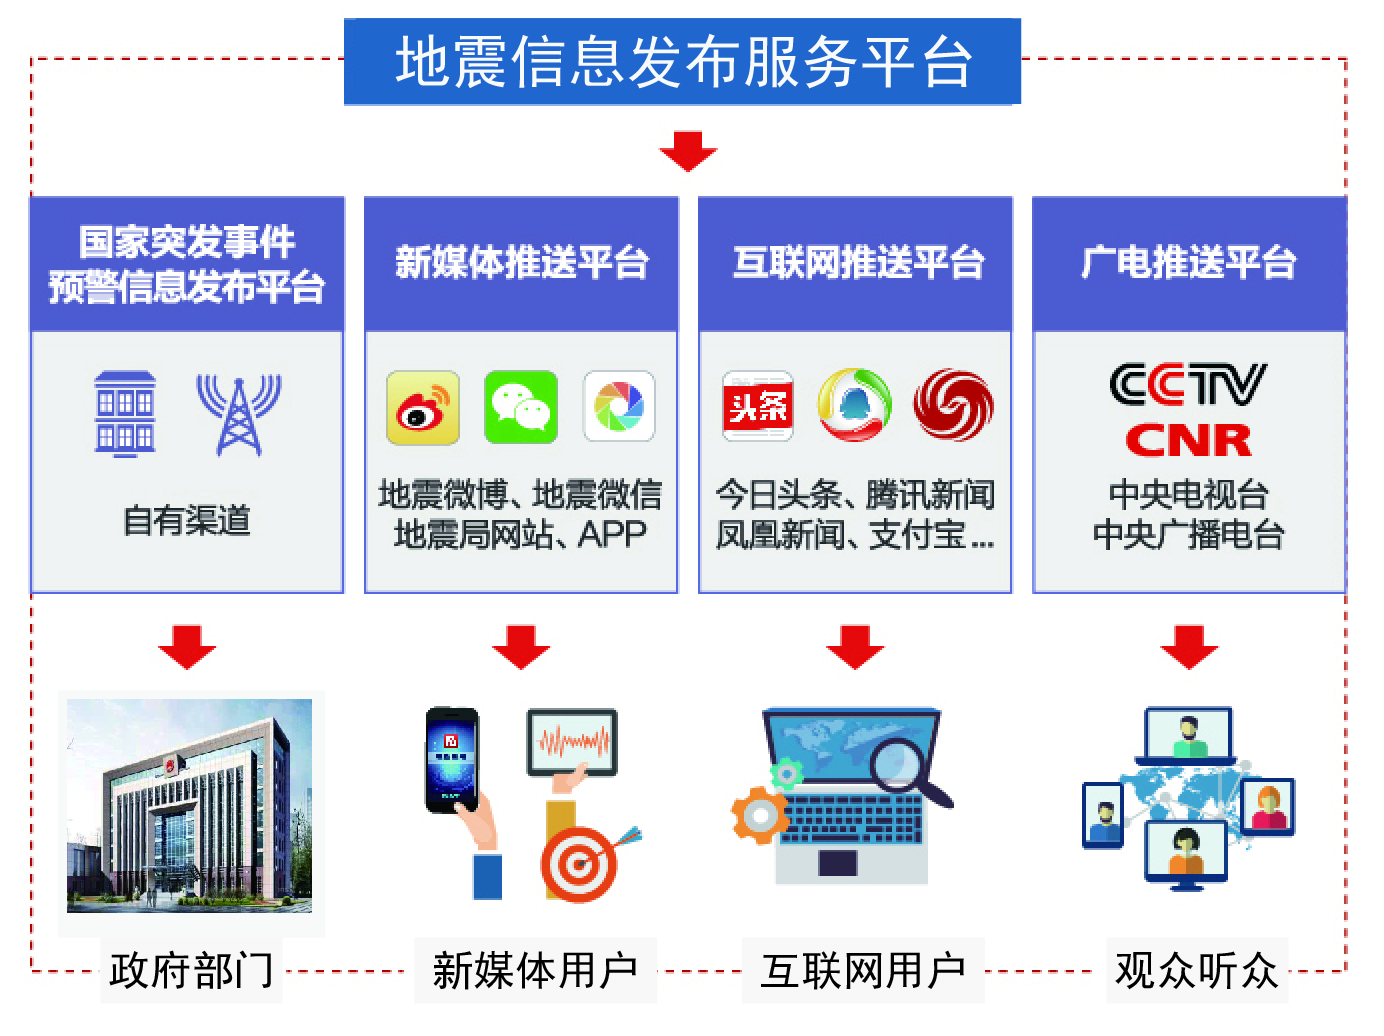 地震信息发布服务平台
国家突发事件
预警信息发布平台
自有渠道
政府部门
新媒体推送平台
地震微博、地震微信
地震局网站、APP
新媒体用户
互联网推送平台
头条
今日头条、腾讯新闻
凤凰新闻、支付宝...
互联网用户
广电推送平台
CCTV
CNR
中央电视台
中央广播电台
观众听众